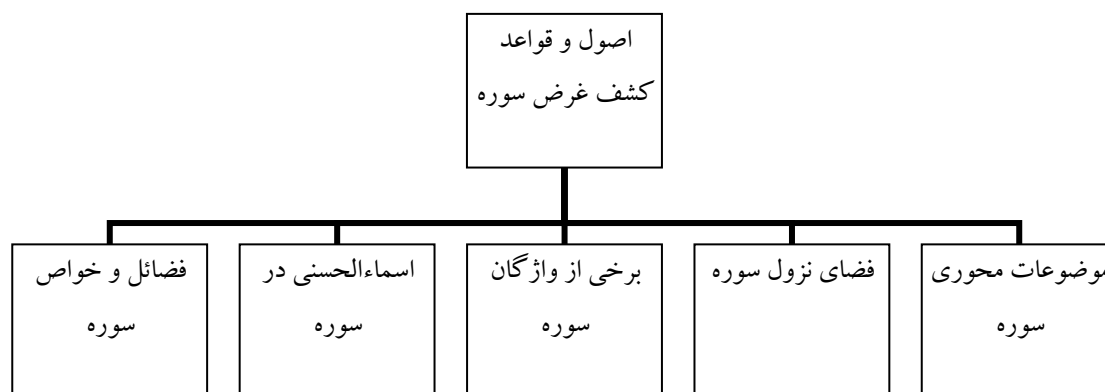 اصول و قواعد
کشف غرض سوره
موضوعات محوری
سوره
فضای نزول سوره
برخی از واژگان
سوره
اسماءالحسنی در
سوره
فضائل و خواص
سوره